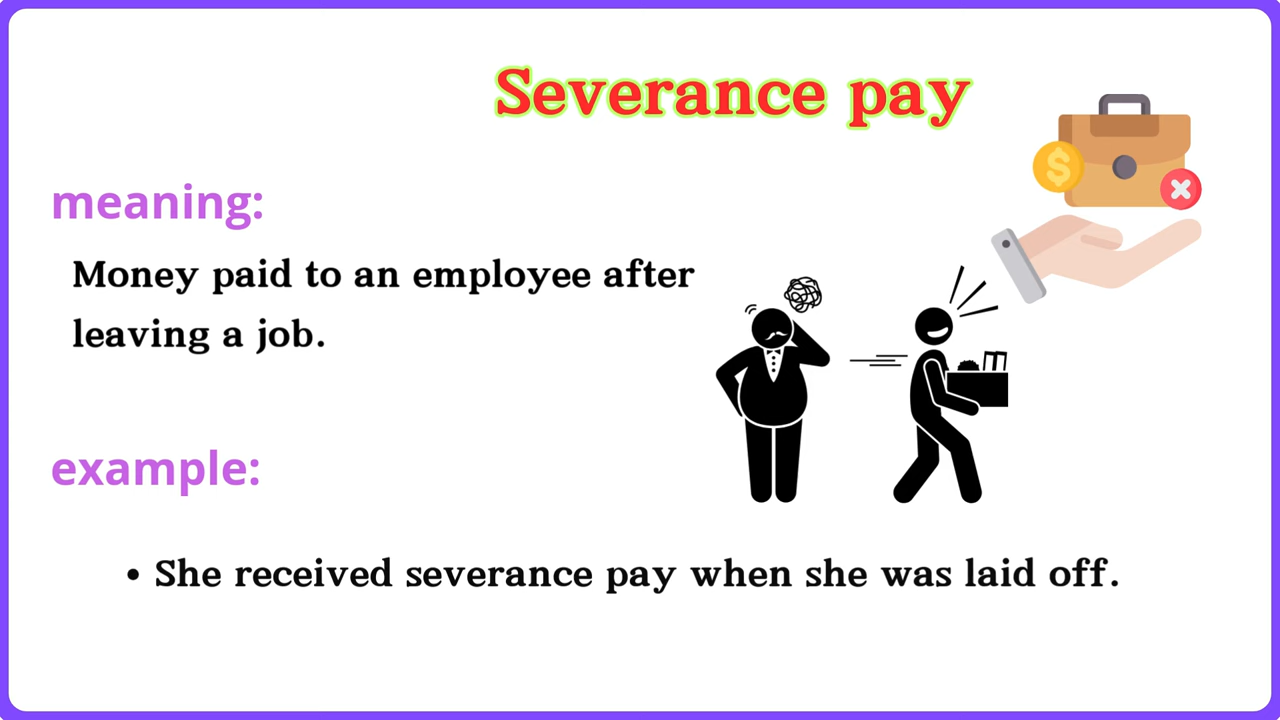 Severance pay
meaning:
Money paid to an employee after
leaving a job.
example:
• She received severance pay when she was laid off.